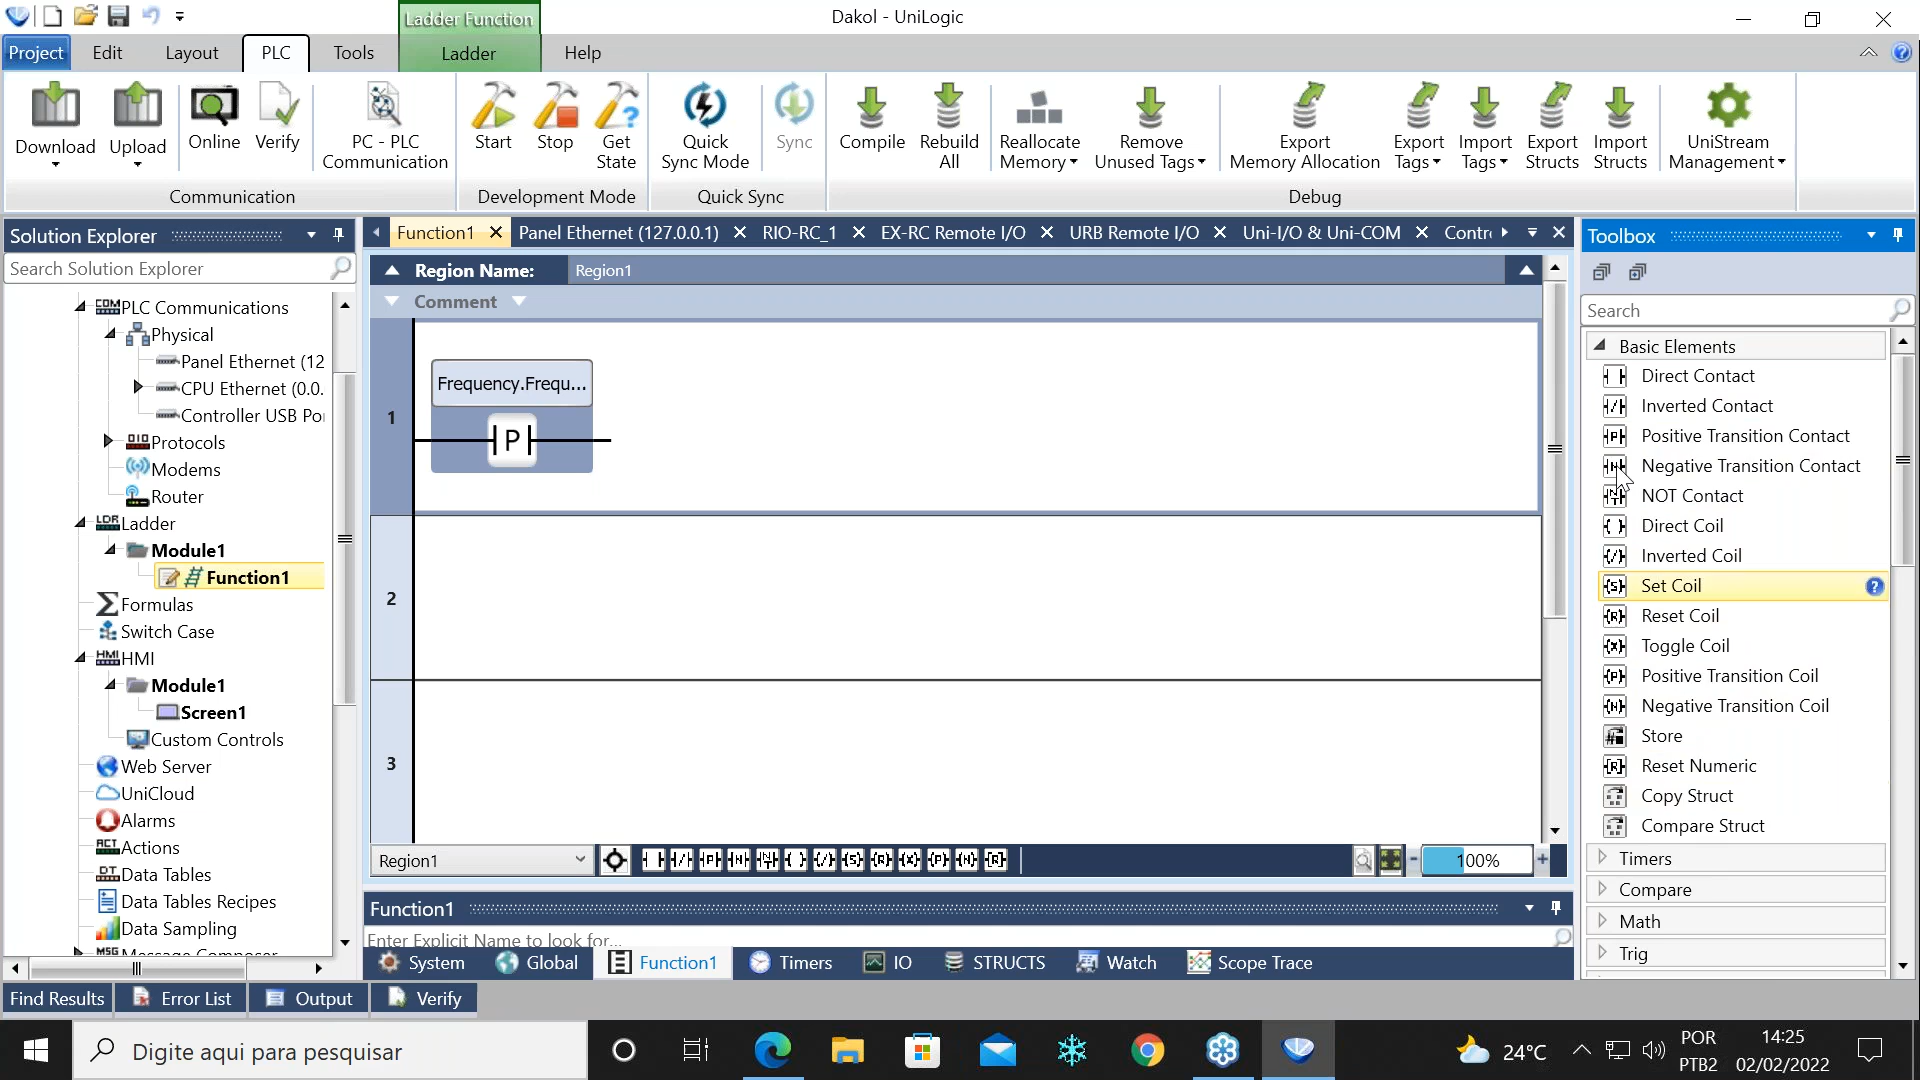 Ladder Function
Dakol - UniLogic
Project
Edit
Layout
PLC
Tools
Ladder
Help
Download
Upload
Online
Verify
PC - PLC
Communication
Start
Stop
Get
State
Quick
Sync Mode
Sync
Compile
Rebuild
All
Reallocate
Memory
Remove
Unused Tags
Export
Memory Allocation
Export
Tags
Import
Tags
Export
Structs
Import
Structs
UniStream
Management
Communication
Development Mode
Quick Sync
Debug
Solution Explorer
Search Solution Explorer
PLC Communications
Physical
Panel Ethernet (12
CPU Ethernet (0.0.
Controller USB Po
Protocols
Modems
Router
Ladder
Module1
Function1
Formulas
Switch Case
HMI
Module1
Screen1
Custom Controls
Web Server
UniCloud
Alarms
Actions
Data Tables
Data Tables Recipes
Data Sampling
Message Composer
Function1
Panel Ethernet (127.0.0.1)
RIO-RC_1
EX-RC Remote I/O
URB Remote I/O
Uni-I/O & Uni-COM
Contr
Region Name:
Region1
Comment
1
Frequency.Frequ...
P
2
3
Region1
100%
Function1
Enter Explicit Name to look for...
System
Global
Function1
Timers
IO
STRUCTS
Watch
Scope Trace
Toolbox
Search
Basic Elements
Direct Contact
Inverted Contact
Positive Transition Contact
Negative Transition Contact
NOT Contact
Direct Coil
Inverted Coil
Set Coil
Reset Coil
Toggle Coil
Positive Transition Coil
Negative Transition Coil
Store
Reset Numeric
Copy Struct
Compare Struct
Timers
Compare
Math
Trig
Find Results
Error List
Output
Verify
Digite aqui para pesquisar
24°C
POR
PTB2
14:25
02/02/2022